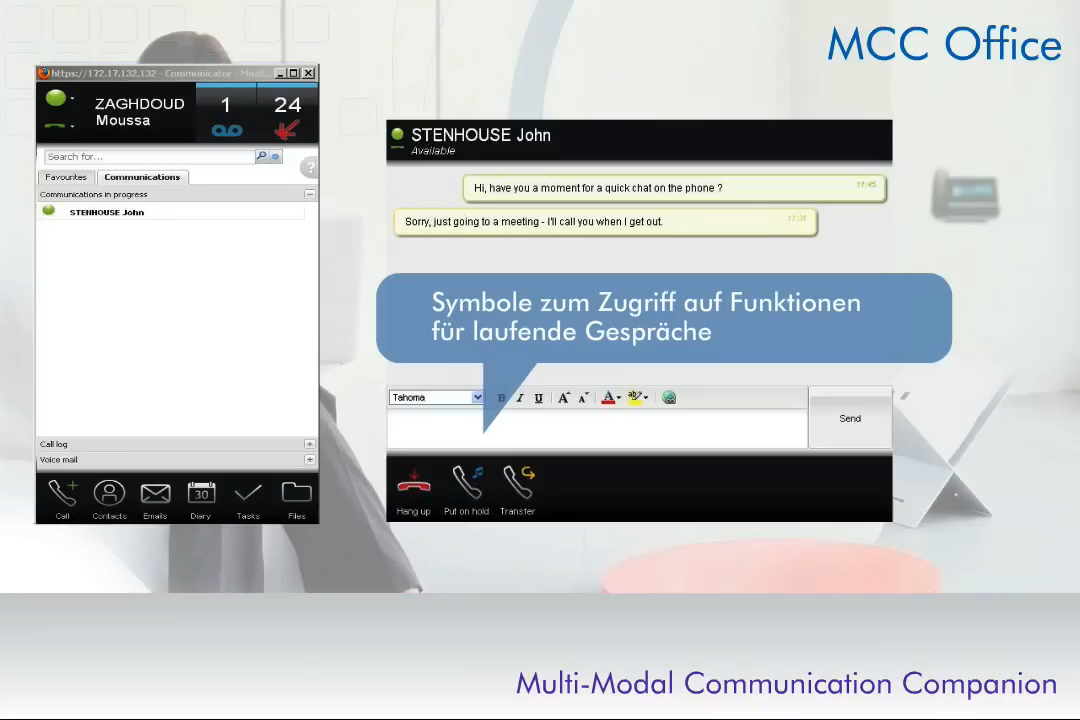 MCC Office
https://172.17.132.132 - Communicator - Mozil...
ZAGHDOUD
Moussa
1
24
Search for...
?
Favourites
Communications
Communications in progress
STENHOUSE John
Call log
Voice mail
Call
Contacts
Emails
30
Diary
Tasks
Files
STENHOUSE John
Available
Hi, have you a moment for a quick chat on the phone ?
11:45
Sorry, just going to a meeting - I'll call you when I get out.
Symbole zum Zugriff auf Funktionen
für laufende Gespräche
Tahoma
B I U A A A ab
Send
Hang up
Put on hold
Transfer
Multi-Modal Communication Companion